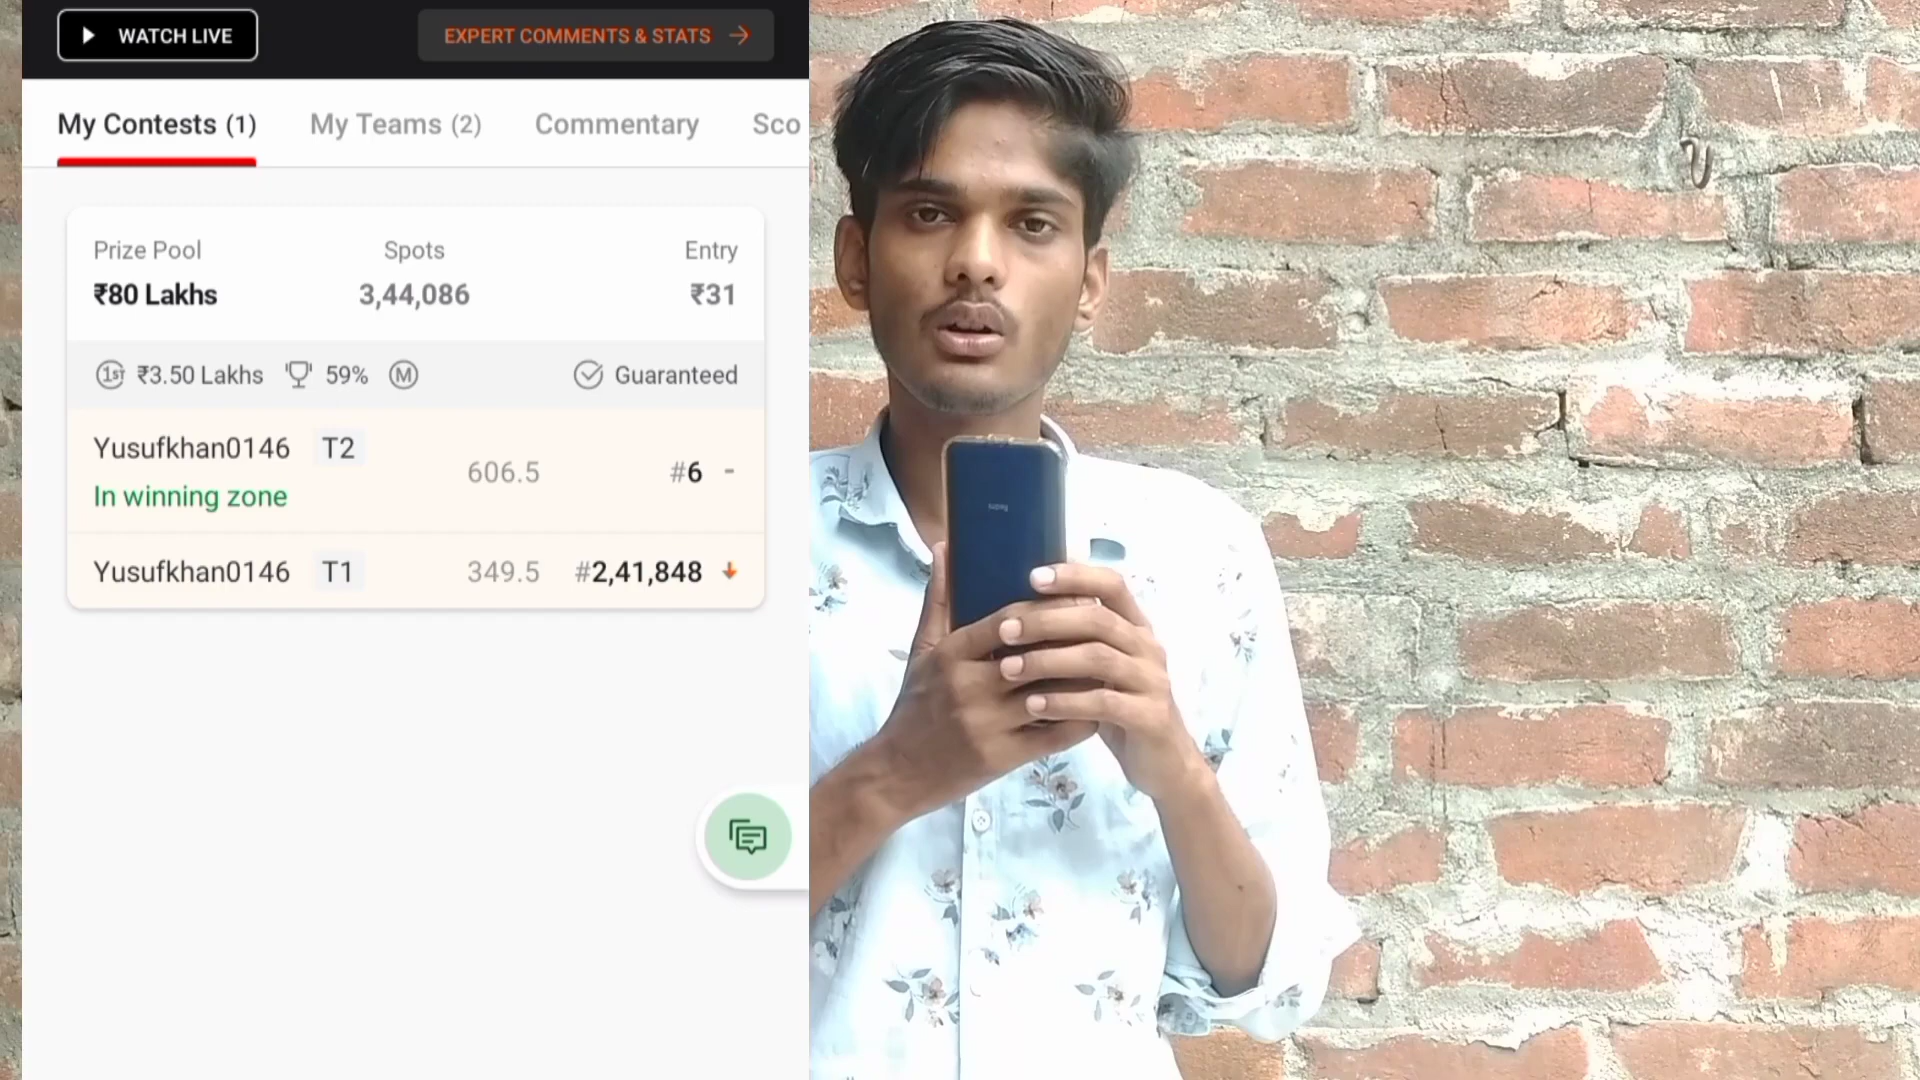 WATCH LIVE
EXPERT COMMENTS & STATS
My Contests (1) My Teams (2) Commentary Sco
Prize Pool Spots Entry
₹80 Lakhs 3,44,086 ₹31
1st ₹3.50 Lakhs 59% M Guaranteed
Yusufkhan0146 T2 606.5 #6 -
In winning zone
Yusufkhan0146 T1 349.5 #2,41,848
Redmi